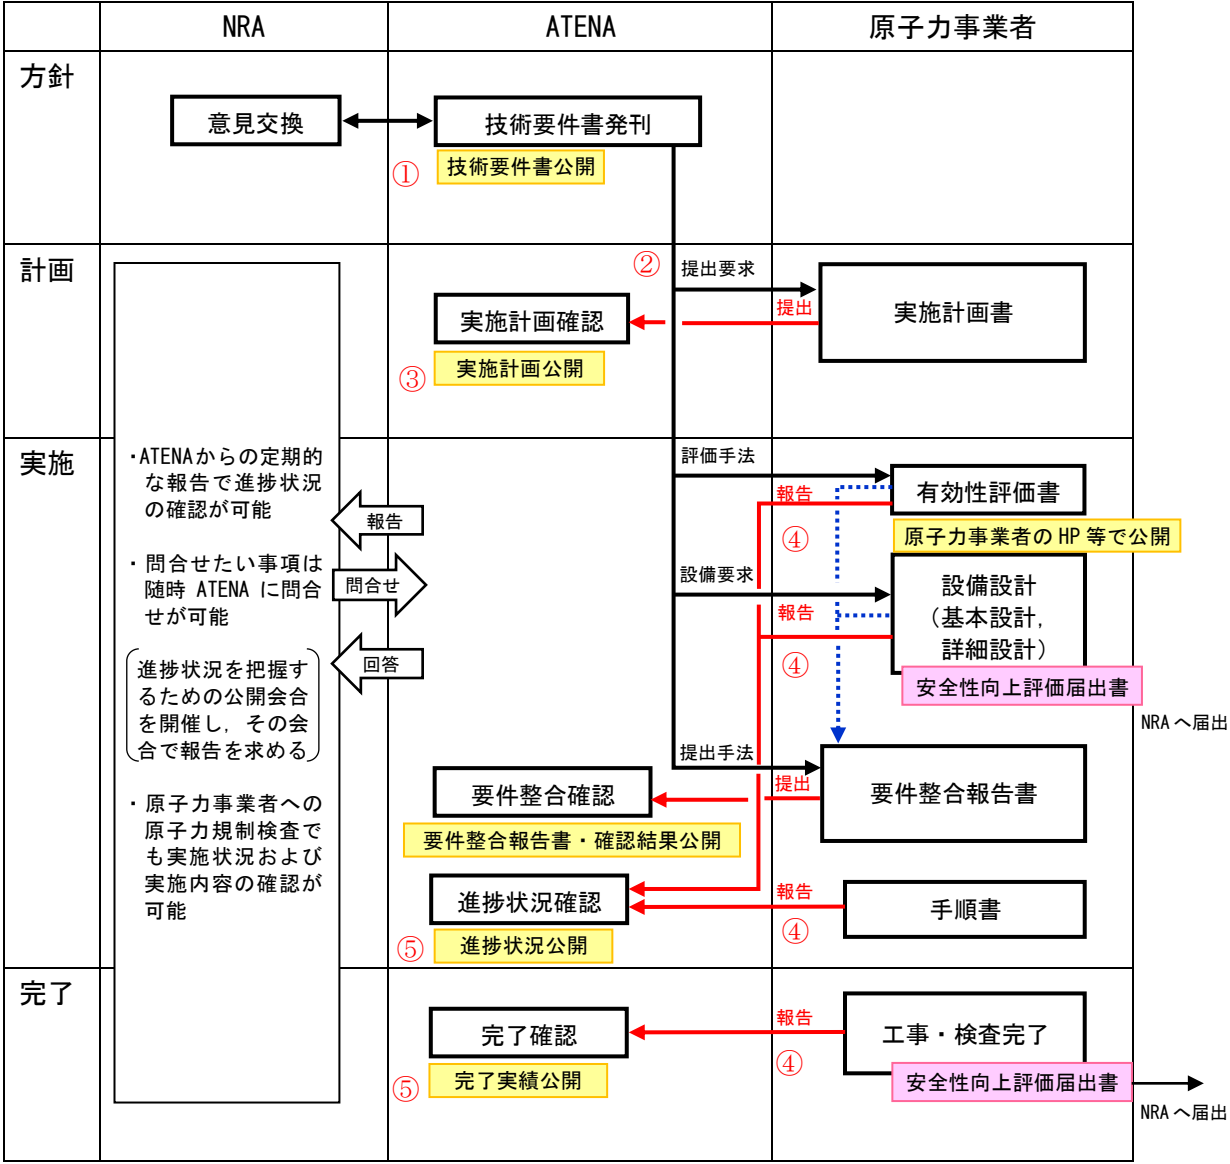 NRA
ATENA
原子力事業者
方針
意見交換
技術要件書発刊
①
技術要件書公開
計画
②
提出要求
提出
実施計画書
実施計画確認
③
実施計画公開
実施
・ATENAからの定期的
な報告で進捗状況
の確認が可能
・問合せたい事項は
随時 ATENA に問合
せが可能
進捗状況を把握す
るための公開会合
を開催し，その会
合で報告を求める
・原子力事業者への
原子力規制検査で
も実施状況および
実施内容の確認が
可能
報告
問合せ
回答
評価手法
報告
④
有効性評価書
原子力事業者の HP 等で公開
設備要求
報告
④
設備設計
（基本設計，
詳細設計）
安全性向上評価届出書
NRA へ届出
提出手法
提出
要件整合報告書
要件整合確認
要件整合報告書・確認結果公開
進捗状況確認
報告
④
手順書
⑤
進捗状況公開
完了
完了確認
報告
④
工事・検査完了
⑤
完了実績公開
安全性向上評価届出書
NRA へ届出